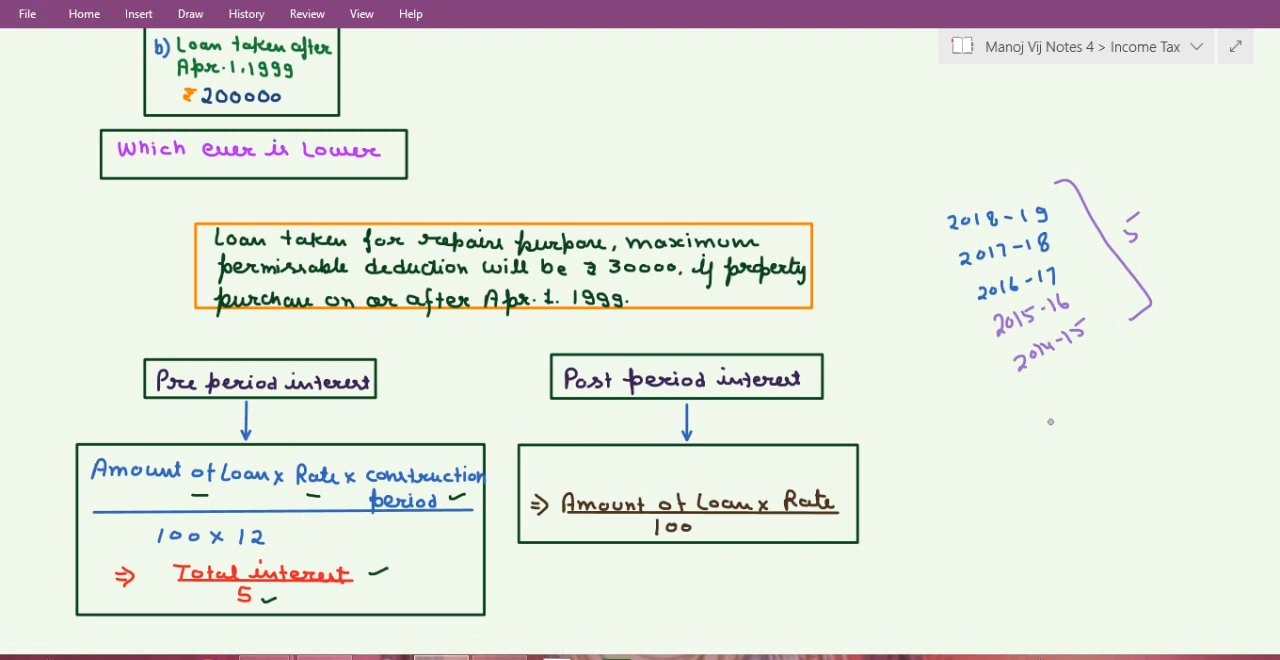 File Home Insert Draw History Review View Help
Manoj Vij Notes 4 > Income Tax
b) Loan taken after
Apr. 1. 1999
₹ 200000
Which ever is Lower
Loan taken for repairs purpose, maximum
permissable deduction will be ₹ 30000. if property
purchase on or after Apr. 1. 1999.
2018-19
2017-18
2016-17
2015-16
2014-15
5
Pre period interest
Amount of Loan x Rate x construction
period
100 x 12
⇒ Total interest
5
Post period interest
⇒ Amount of Loan x Rate
100